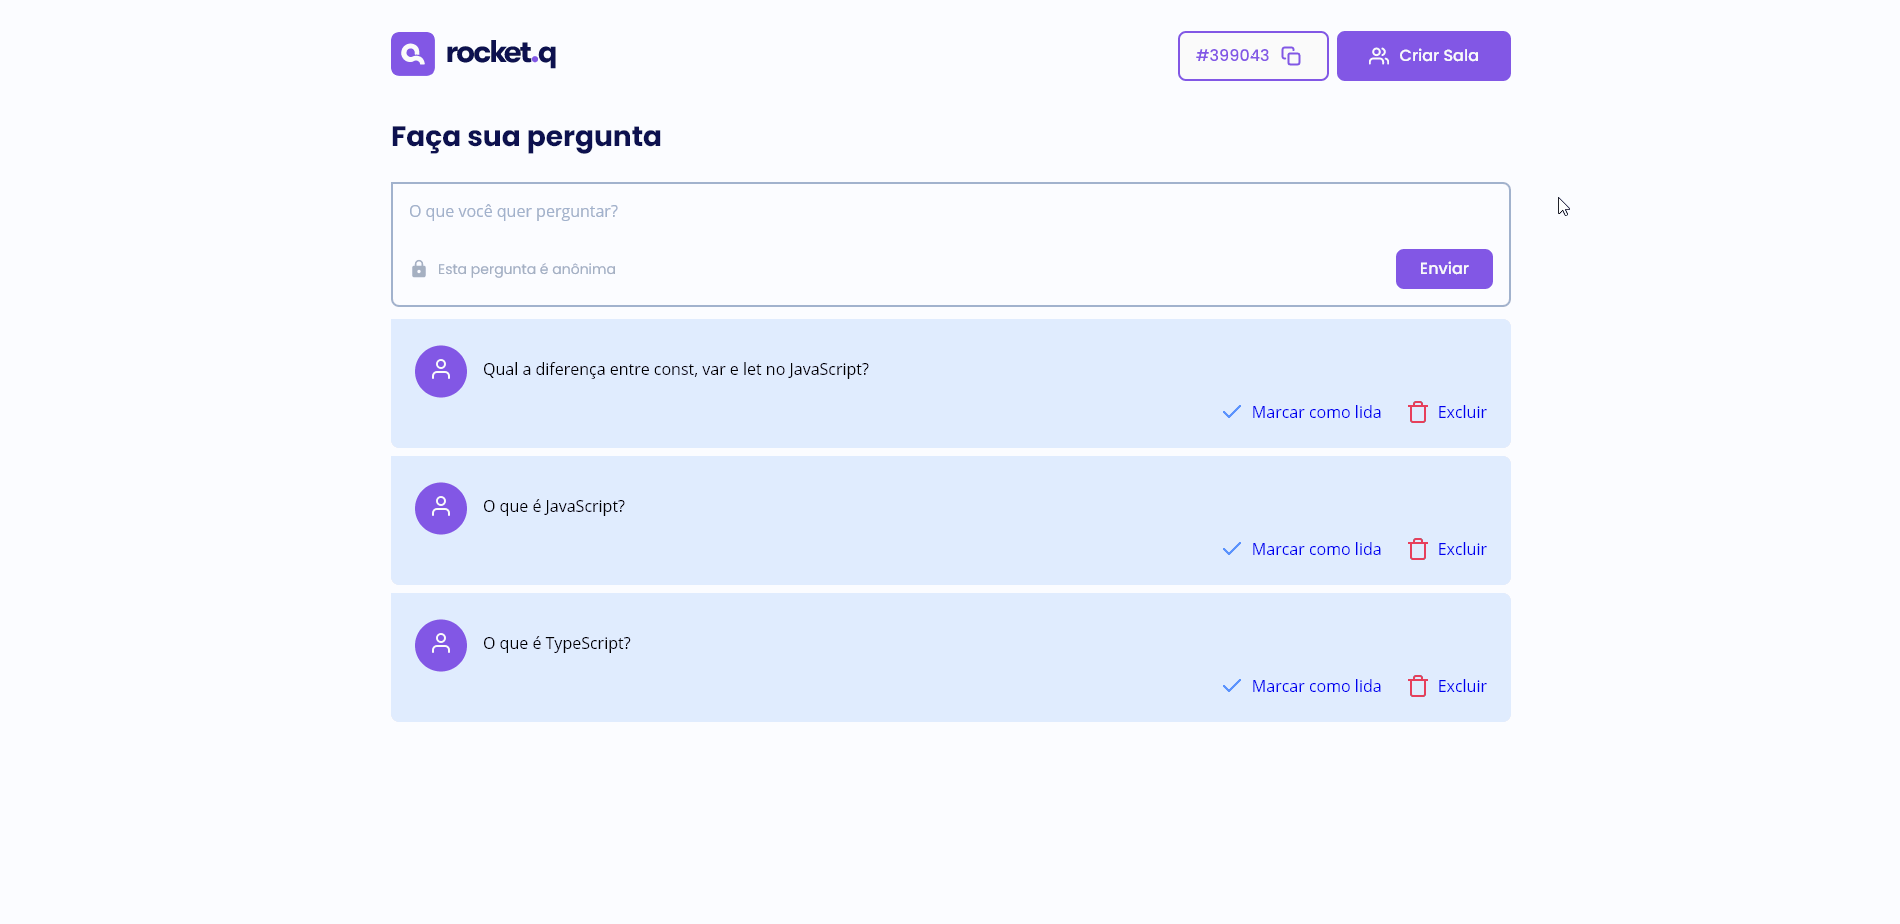 rocket.q
#399043
Criar Sala
Faça sua pergunta
O que você quer perguntar?
Esta pergunta é anônima
Enviar
Qual a diferença entre const, var e let no JavaScript?
Marcar como lida
Excluir
O que é JavaScript?
Marcar como lida
Excluir
O que é TypeScript?
Marcar como lida
Excluir